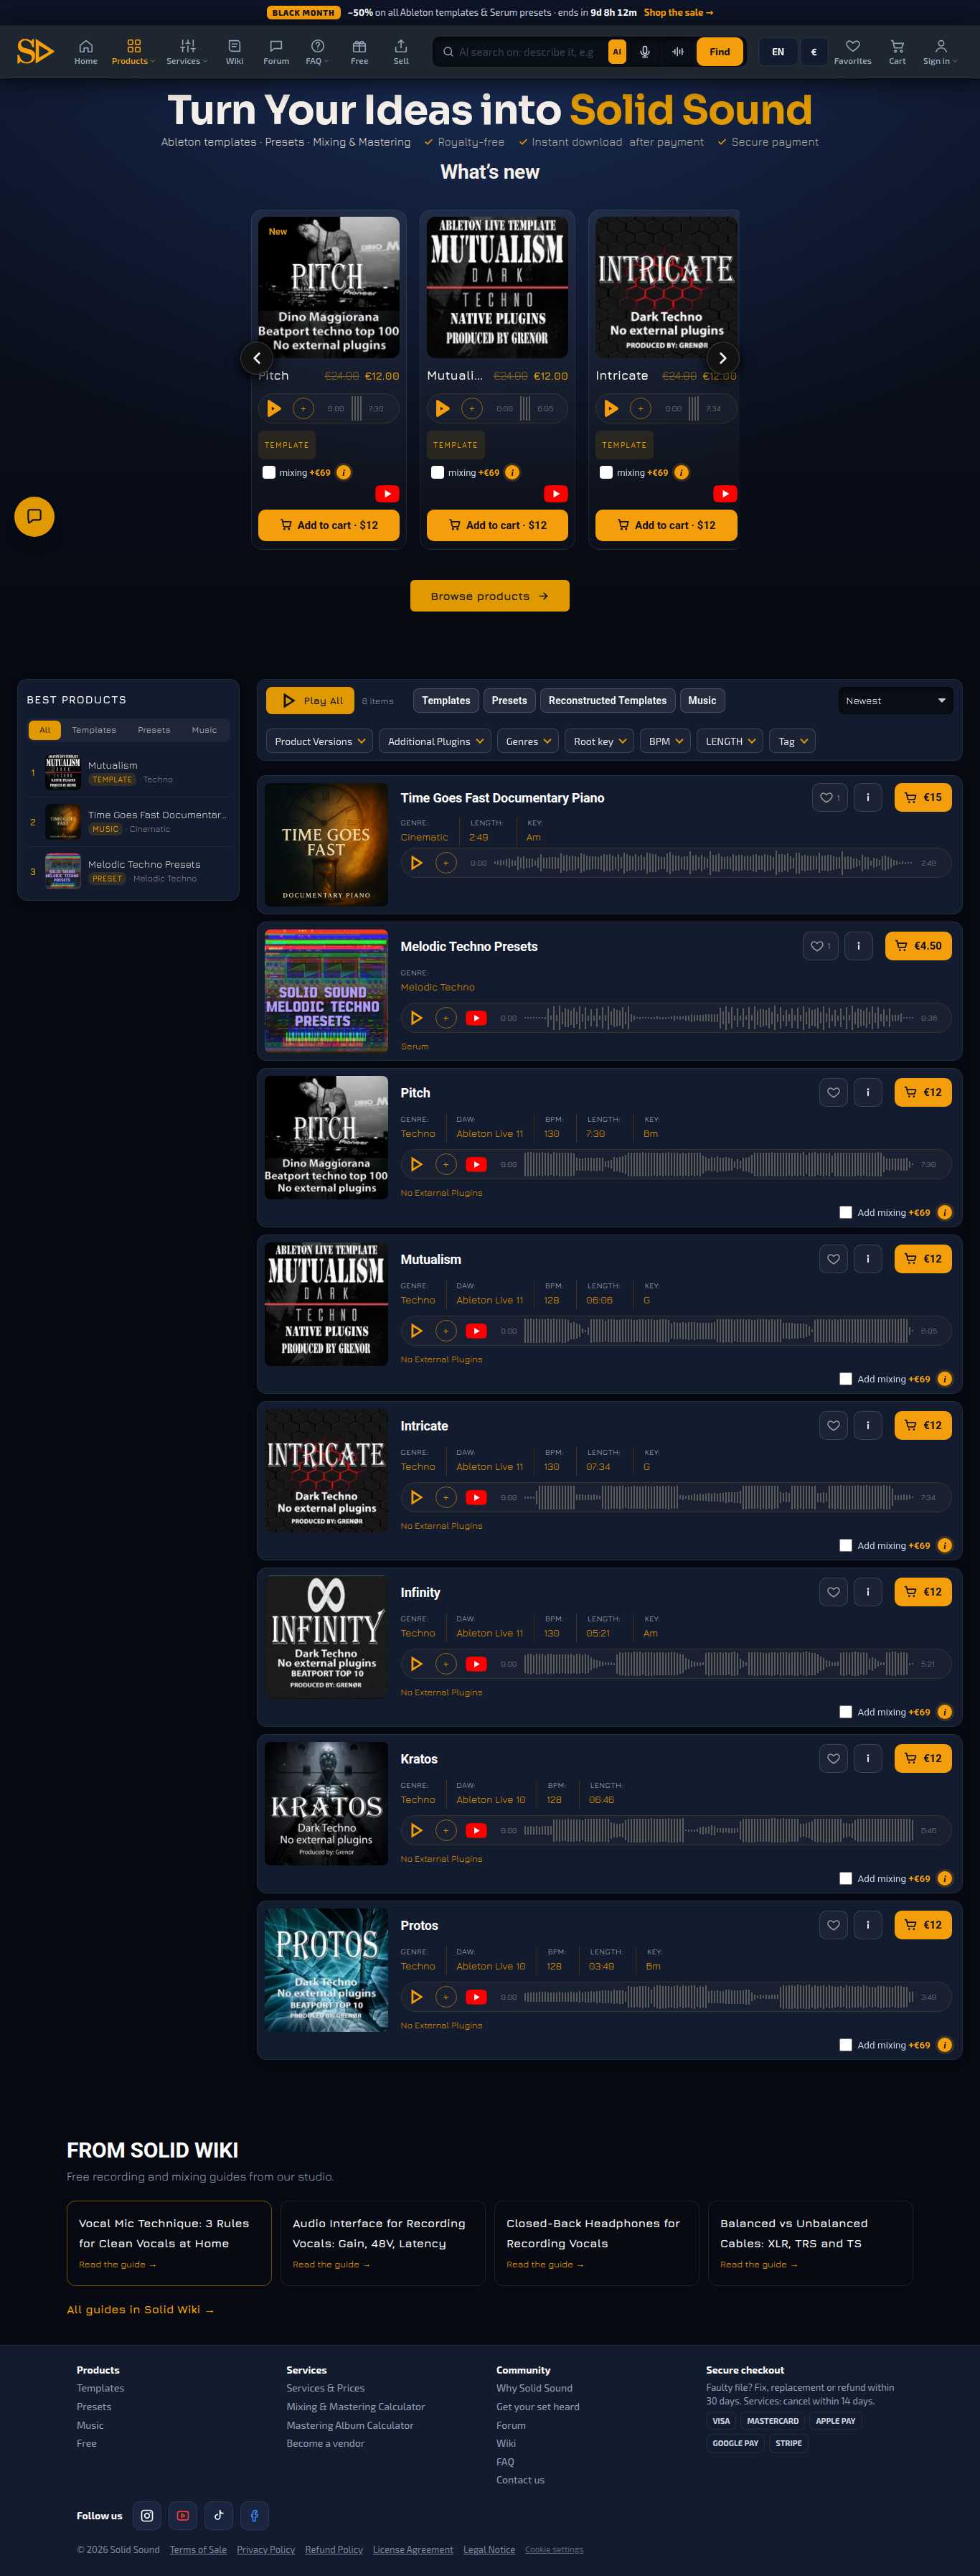 BLACK MONTH −50% on all Ableton templates & Serum presets · ends in 9d 8h 12m Shop the sale →
SD Home Products Services Wiki Forum FAQ Free Sell AI search on: describe it, e.g AI Find EN € Favorites Cart Sign in
Turn Your Ideas into Solid Sound
Ableton templates · Presets · Mixing & Mastering ✓ Royalty-free ✓ Instant download after payment ✓ Secure payment
What's new
New
PITCH
Dino Maggiorana
Beatport techno top 100
No external plugins
Pitch €24.00 €12.00
+ 0:00 7:30
TEMPLATE
mixing +€69 i
Add to cart · $12
ABLETON LIVE TEMPLATE
MUTUALISM
DARK
TECHNO
NATIVE PLUGINS
PRODUCED BY GRENOR
Mutuali... €24.00 €12.00
+ 0:00 6:05
TEMPLATE
mixing +€69 i
Add to cart · $12
INTRICATE
Dark Techno
No external plugins
PRODUCED BY: GRENØR
Intricate €24.00 €12.00
+ 0:00 7:34
TEMPLATE
mixing +€69 i
Add to cart · $12
Browse products →
BEST PRODUCTS
All Templates Presets Music
1 Mutualism
TEMPLATE · Techno
2 Time Goes Fast Documentar...
MUSIC · Cinematic
3 Melodic Techno Presets
PRESET · Melodic Techno
Play All 8 items Templates Presets Reconstructed Templates Music Newest
Product Versions Additional Plugins Genres Root key BPM LENGTH Tag
TIME GOES
FAST
DOCUMENTARY PIANO
Time Goes Fast Documentary Piano 1 i €15
GENRE: LENGTH: KEY:
Cinematic 2:49 Am
+ 0:00 2:49
SOLID SOUND
MELODIC TECHNO
PRESETS
Melodic Techno Presets 1 i €4.50
GENRE:
Melodic Techno
+ 0:00 0:36
Serum
PITCH
Dino Maggiorana
Beatport techno top 100
No external plugins
Pitch i €12
GENRE: DAW: BPM: LENGTH: KEY:
Techno Ableton Live 11 130 7:30 Bm
+ 0:00 7:30
No External Plugins
Add mixing +€69 i
ABLETON LIVE TEMPLATE
MUTUALISM
DARK
TECHNO
NATIVE PLUGINS
PRODUCED BY GRENOR
Mutualism i €12
GENRE: DAW: BPM: LENGTH: KEY:
Techno Ableton Live 11 128 06:06 G
+ 0:00 6:05
No External Plugins
Add mixing +€69 i
INTRICATE
Dark Techno
No external plugins
PRODUCED BY: GRENØR
Intricate i €12
GENRE: DAW: BPM: LENGTH: KEY:
Techno Ableton Live 11 130 07:34 G
+ 0:00 7:34
No External Plugins
Add mixing +€69 i
INFINITY
Dark Techno
No external plugins
BEATPORT TOP 10
PRODUCED BY: GRENØR
Infinity i €12
GENRE: DAW: BPM: LENGTH: KEY:
Techno Ableton Live 11 130 05:21 Am
+ 0:00 5:21
No External Plugins
Add mixing +€69 i
KRATOS
Dark Techno
No external plugins
Produced by: Grenor
Kratos i €12
GENRE: DAW: BPM: LENGTH:
Techno Ableton Live 10 128 06:46
+ 0:00 6:46
No External Plugins
Add mixing +€69 i
PROTOS
Dark Techno
No external plugins
BEATPORT TOP 10
PRODUCED BY: GRENØR
Protos i €12
GENRE: DAW: BPM: LENGTH: KEY:
Techno Ableton Live 10 128 03:49 Bm
+ 0:00 3:49
No External Plugins
Add mixing +€69 i
FROM SOLID WIKI
Free recording and mixing guides from our studio.
Vocal Mic Technique: 3 Rules
for Clean Vocals at Home
Read the guide →
Audio Interface for Recording
Vocals: Gain, 48V, Latency
Read the guide →
Closed-Back Headphones for
Recording Vocals
Read the guide →
Balanced vs Unbalanced
Cables: XLR, TRS and TS
Read the guide →
All guides in Solid Wiki →
Products
Templates
Presets
Music
Free
Services
Services & Prices
Mixing & Mastering Calculator
Mastering Album Calculator
Become a vendor
Community
Why Solid Sound
Get your set heard
Forum
Wiki
FAQ
Contact us
Secure checkout
Faulty file? Fix, replacement or refund within
30 days. Services: cancel within 14 days.
VISA MASTERCARD APPLE PAY
GOOGLE PAY STRIPE
Follow us
© 2026 Solid Sound Terms of Sale Privacy Policy Refund Policy License Agreement Legal Notice Cookie settings